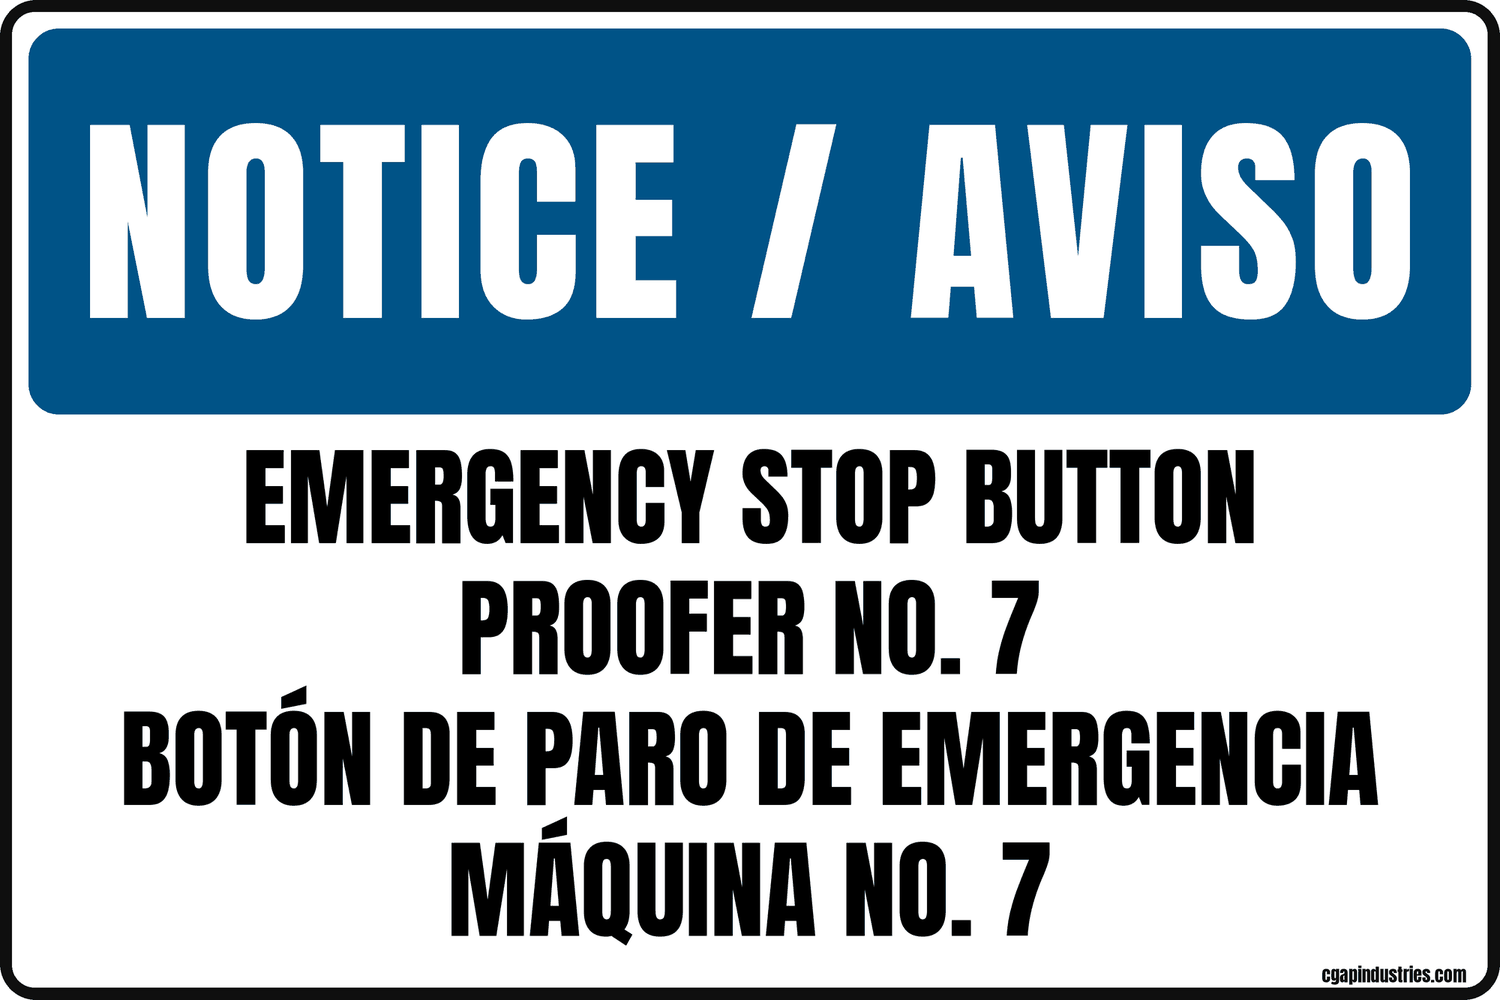 NOTICE / AVISO
EMERGENCY STOP BUTTON
PROOFER NO. 7
BOTÓN DE PARO DE EMERGENCIA
MÁQUINA NO. 7
cgapindustries.com